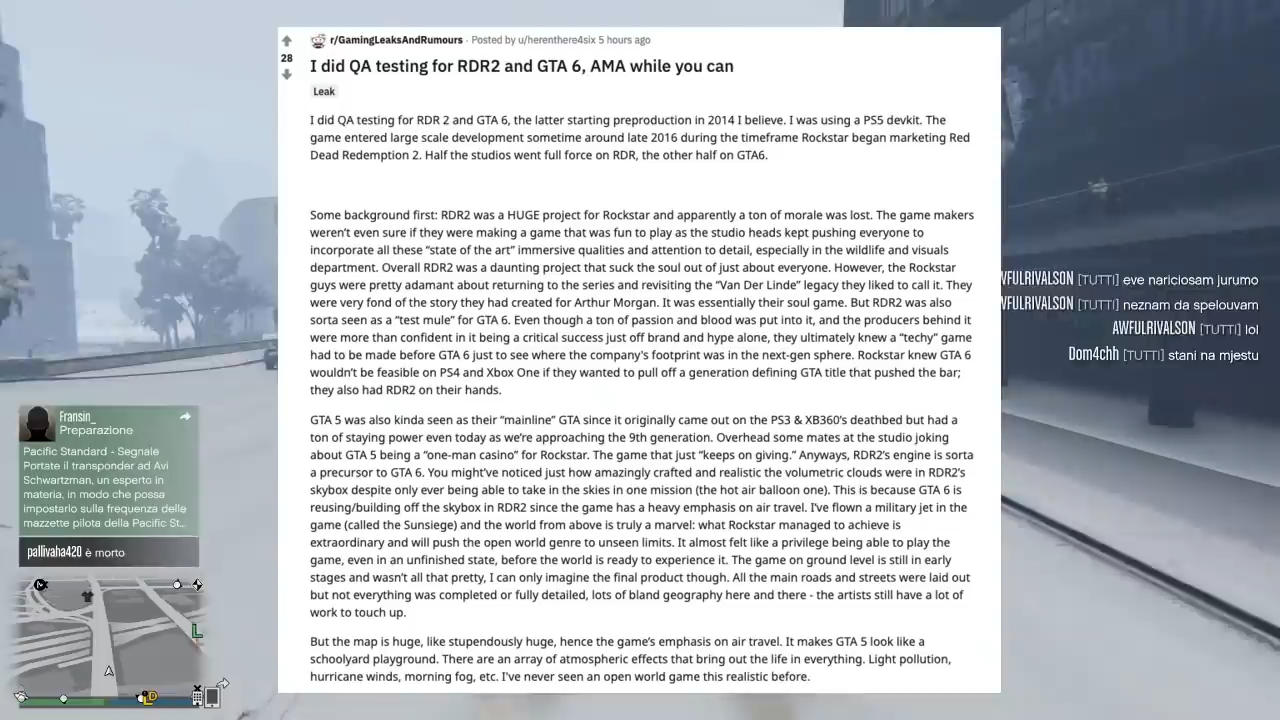 r/GamingLeaksAndRumours · Posted by u/herenthere4six 5 hours ago
28
I did QA testing for RDR2 and GTA 6, AMA while you can
Leak
I did QA testing for RDR 2 and GTA 6, the latter starting preproduction in 2014 I believe. I was using a PS5 devkit. The
game entered large scale development sometime around late 2016 during the timeframe Rockstar began marketing Red
Dead Redemption 2. Half the studios went full force on RDR, the other half on GTA6.
Some background first: RDR2 was a HUGE project for Rockstar and apparently a ton of morale was lost. The game makers
weren't even sure if they were making a game that was fun to play as the studio heads kept pushing everyone to
incorporate all these “state of the art” immersive qualities and attention to detail, especially in the wildlife and visuals
department. Overall RDR2 was a daunting project that suck the soul out of just about everyone. However, the Rockstar
guys were pretty adamant about returning to the series and revisiting the “Van Der Linde” legacy they liked to call it. They
were very fond of the story they had created for Arthur Morgan. It was essentially their soul game. But RDR2 was also
sorta seen as a “test mule” for GTA 6. Even though a ton of passion and blood was put into it, and the producers behind it
were more than confident in it being a critical success just off brand and hype alone, they ultimately knew a “techy” game
had to be made before GTA 6 just to see where the company's footprint was in the next-gen sphere. Rockstar knew GTA 6
wouldn't be feasible on PS4 and Xbox One if they wanted to pull off a generation defining GTA title that pushed the bar;
they also had RDR2 on their hands.
GTA 5 was also kinda seen as their “mainline” GTA since it originally came out on the PS3 & XB360's deathbed but had a
ton of staying power even today as we're approaching the 9th generation. Overhead some mates at the studio joking
about GTA 5 being a “one-man casino” for Rockstar. The game that just “keeps on giving.” Anyways, RDR2's engine is sorta
a precursor to GTA 6. You might've noticed just how amazingly crafted and realistic the volumetric clouds were in RDR2's
skybox despite only ever being able to take in the skies in one mission (the hot air balloon one). This is because GTA 6 is
reusing/building off the skybox in RDR2 since the game has a heavy emphasis on air travel. I've flown a military jet in the
game (called the Sunsiege) and the world from above is truly a marvel: what Rockstar managed to achieve is
extraordinary and will push the open world genre to unseen limits. It almost felt like a privilege being able to play the
game, even in an unfinished state, before the world is ready to experience it. The game on ground level is still in early
stages and wasn't all that pretty, I can only imagine the final product though. All the main roads and streets were laid out
but not everything was completed or fully detailed, lots of bland geography here and there - the artists still have a lot of
work to touch up.
But the map is huge, like stupendously huge, hence the game's emphasis on air travel. It makes GTA 5 look like a
schoolyard playground. There are an array of atmospheric effects that bring out the life in everything. Light pollution,
hurricane winds, morning fog, etc. I've never seen an open world game this realistic before.
WFULRIVALSON [TUTTI] eve nariciosam jurumo
WFULRIVALSON [TUTTI] neznam da spelouvam
AWFULRIVALSON [TUTTI] lol
Dom4chh [TUTTI] stani na mjestu
Fransin_
Preparazione
Pacific Standard - Segnale
Portate il transponder ad Avi
Schwartzman, un esperto in
materia, in modo che possa
impostarlo sulla frequenza delle
mazzette pilota della Pacific St...
pallivaha420 è morto